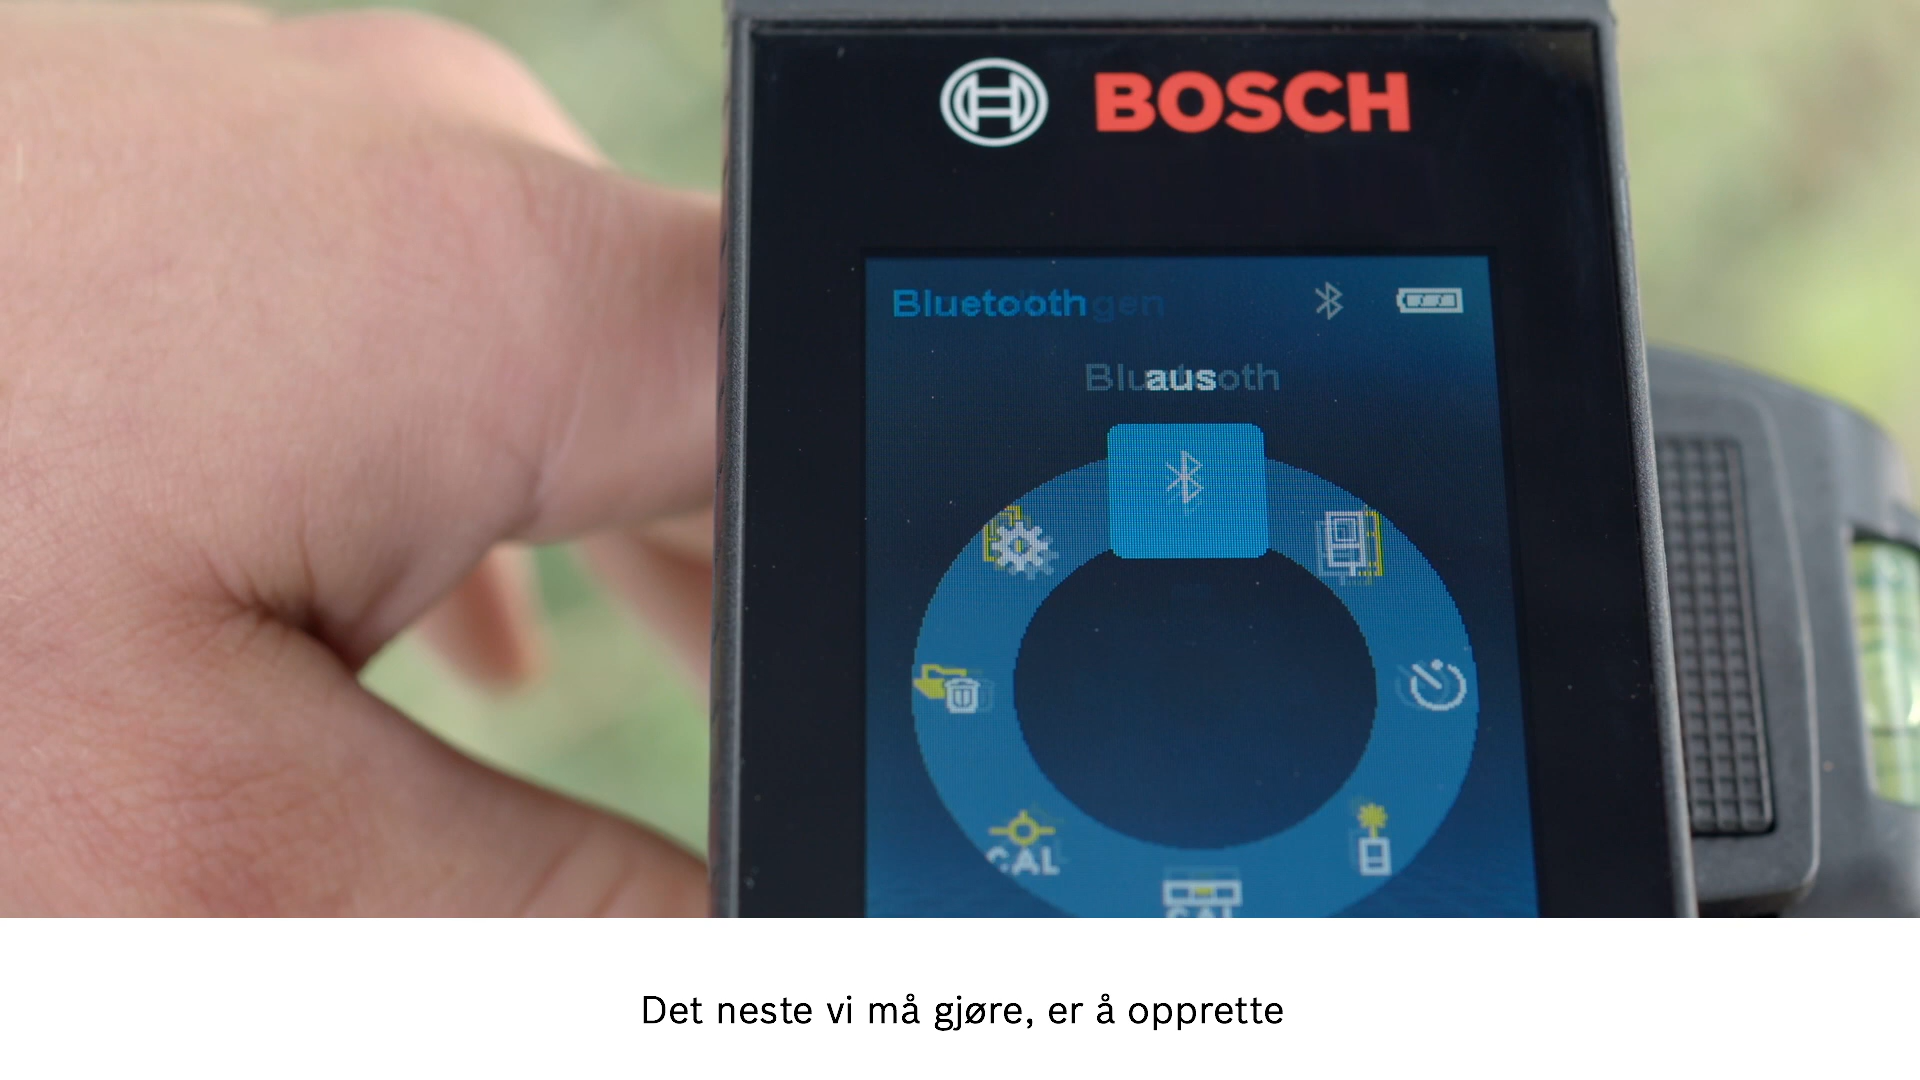 BOSCH
Bluetooth
aus
CAL
Det neste vi må gjøre, er å opprette